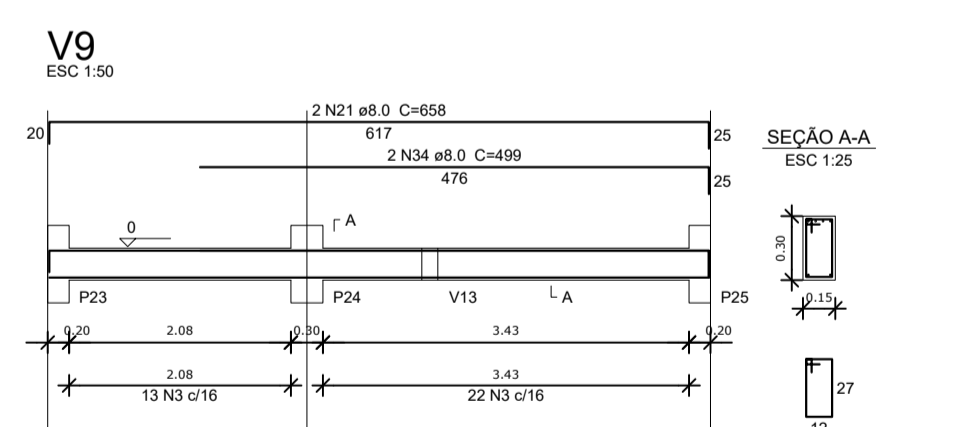 V9
ESC 1:50
2 N21 ø8.0 C=658
20
617
25
2 N34 ø8.0 C=499
476
25
SEÇÃO A-A
ESC 1:25
0
A
0.30
P23
P24
V13
A
P25
0.15
0.20
2.08
0.30
3.43
0.20
2.08
3.43
13 N3 c/16
22 N3 c/16
27